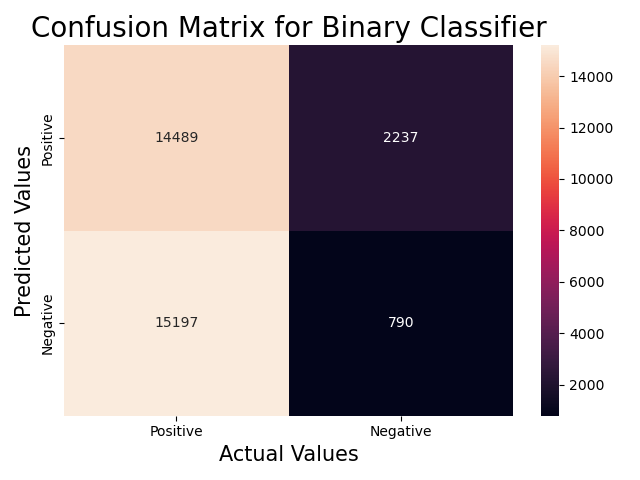 Confusion Matrix for Binary Classifier
Predicted Values
Positive
14489
2237
Negative
15197
790
Positive
Negative
Actual Values
14000
12000
10000
8000
6000
4000
2000